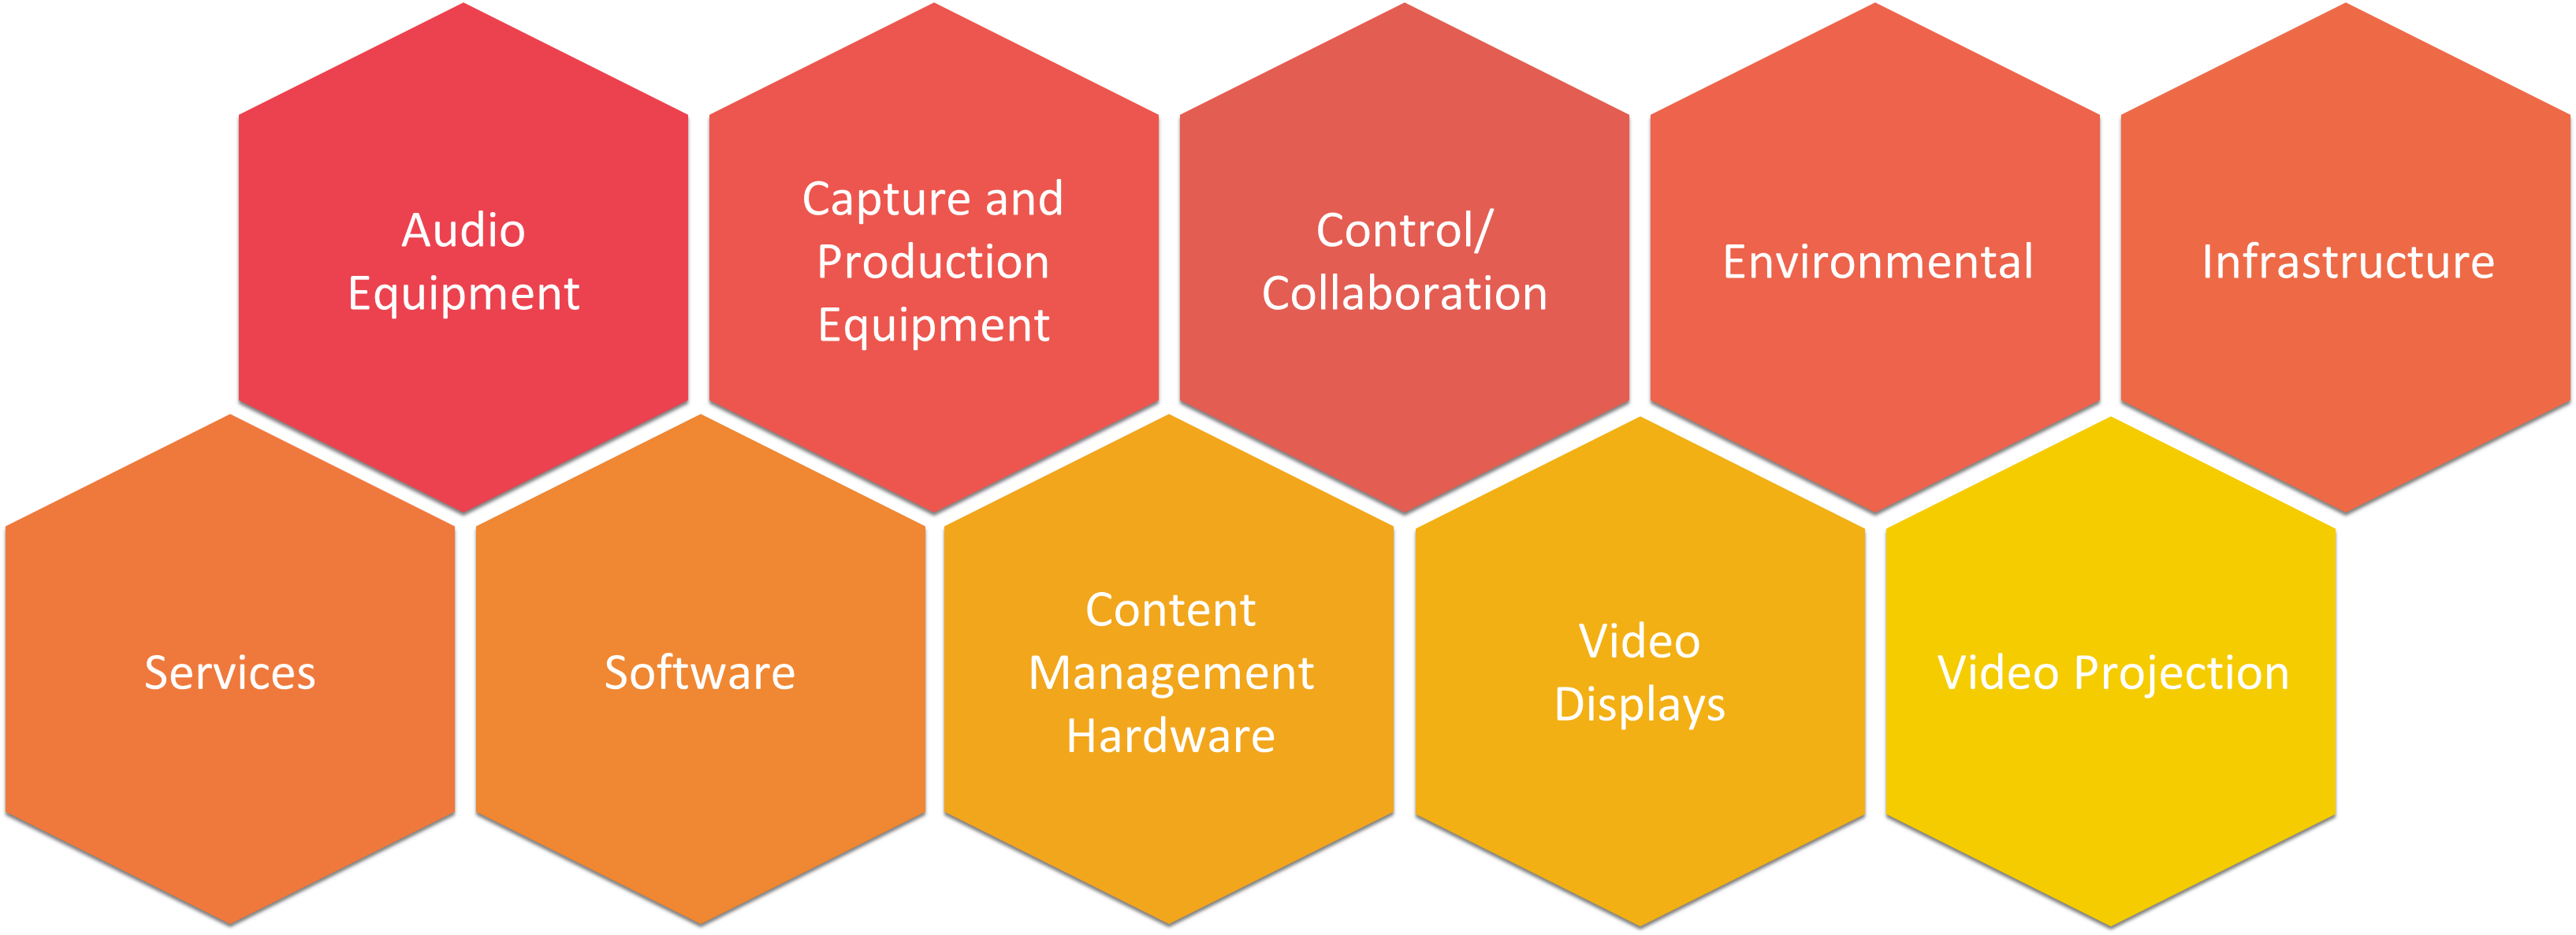 Audio
Equipment
Capture and
Production
Equipment
Control/
Collaboration
Environmental
Infrastructure
Services
Software
Content
Management
Hardware
Video
Displays
Video Projection